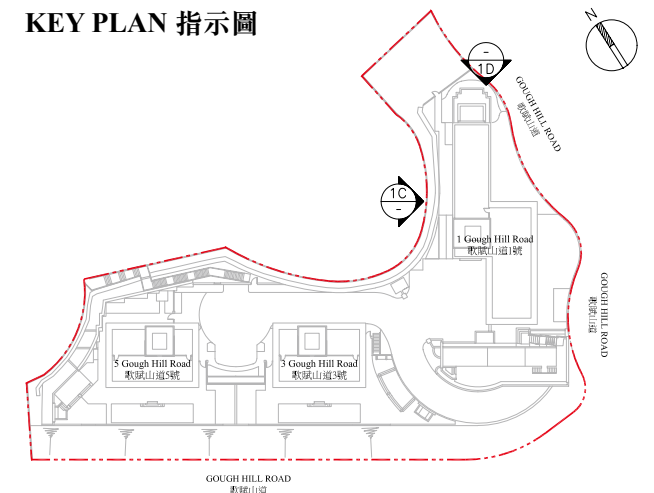 KEY PLAN 指示圖
N
-
1D
GOUGH HILL ROAD
歌賦山道
1C
-
1 Gough Hill Road
歌賦山道1號
GOUGH HILL ROAD
歌賦山道
5 Gough Hill Road
歌賦山道5號
3 Gough Hill Road
歌賦山道3號
GOUGH HILL ROAD
歌賦山道